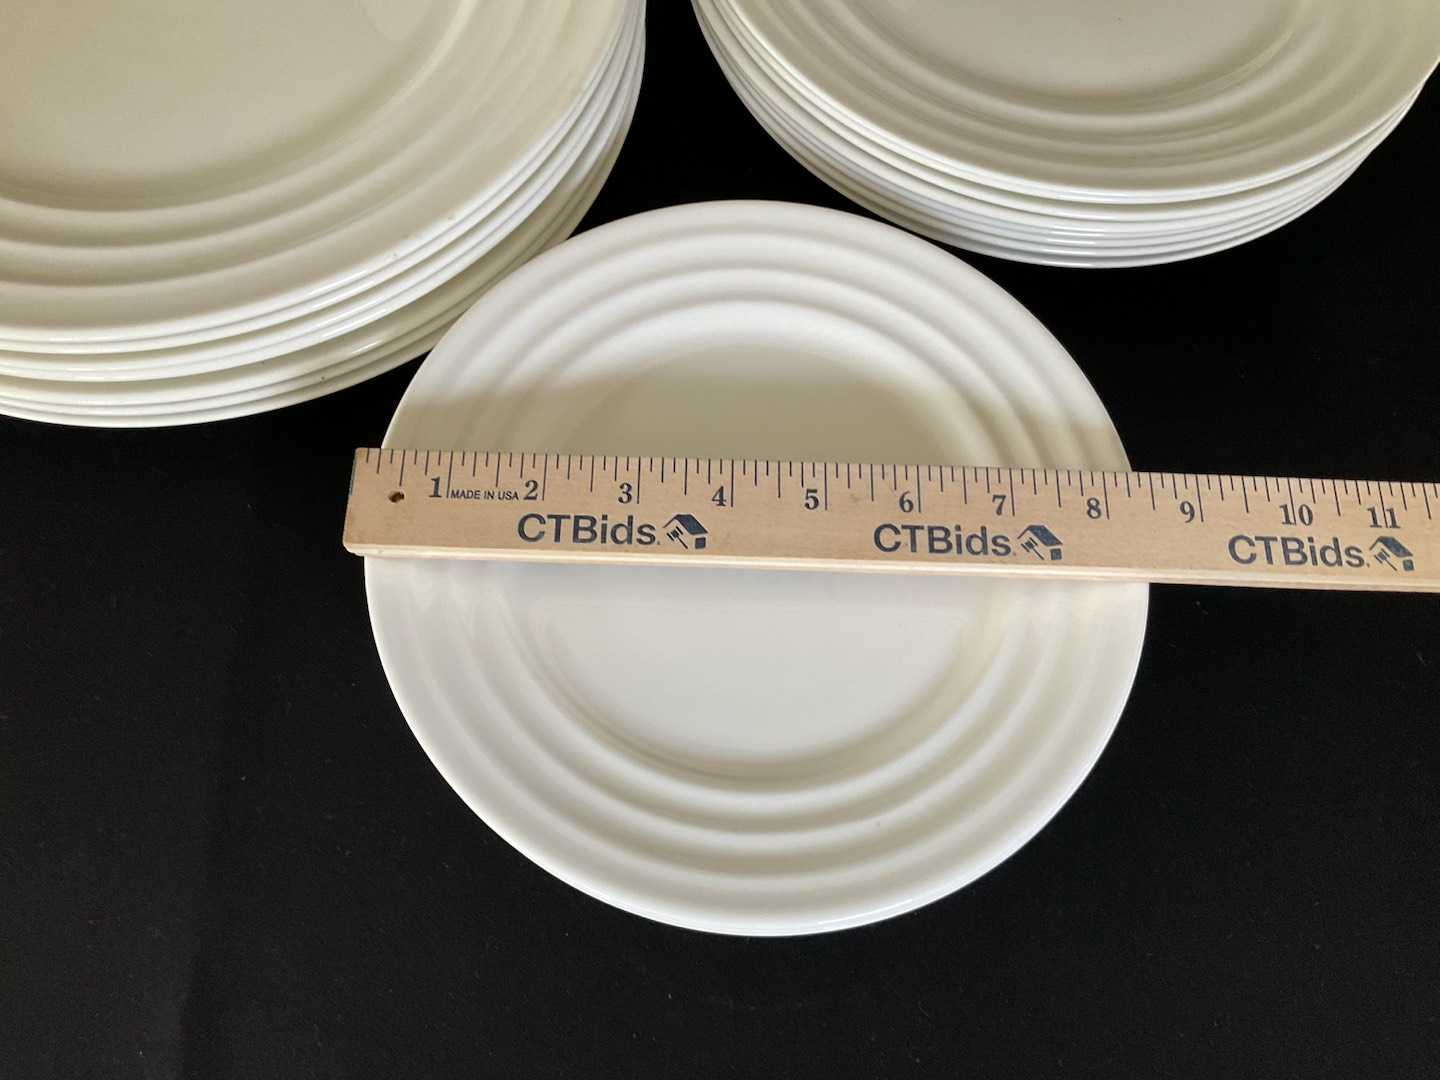 1 MADE IN USA 2 3 4 5 6 7 8 9 10 11
CTBids. CTBids. CTBids.